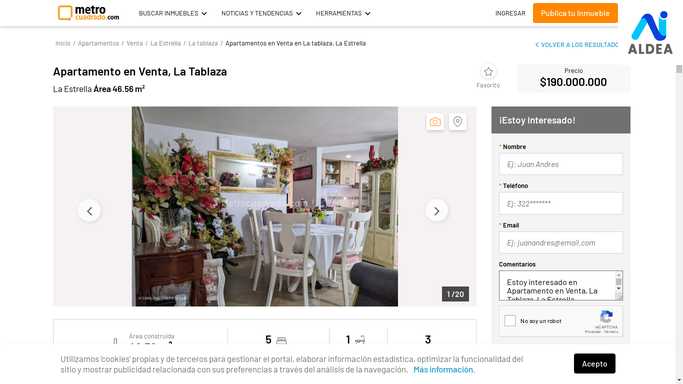 metro
cuadrado.com
BUSCAR INMUEBLES
NOTICIAS Y TENDENCIAS
HERRAMIENTAS
INGRESAR
Publica tu Inmueble
AIDEA
Inicio / Apartamentos / Venta / La Estrella / La tablaza / Apartamentos en Venta en La tablaza, La Estrella
VOLVER A LOS RESULTADO
Apartamento en Venta, La Tablaza
La Estrella Área 46.56 m²
Favorito
Precio
$190.000.000
1 / 20
¡Estoy Interesado!
* Nombre
Ej: Juan Andres
* Teléfono
Ej: 322*******
* Email
Ej: juanandres@email.com
Comentarios
Estoy interesado en
Apartamento en Venta, La
Tablaza, La Estrella
No soy un robot
reCAPTCHA
Privacidad - Términos
Área construida
5
1
3
Utilizamos 'cookies' propias y de terceros para gestionar el portal, elaborar información estadística, optimizar la funcionalidad del
sitio y mostrar publicidad relacionada con sus preferencias a través del análisis de la navegación. Más información.
Acepto